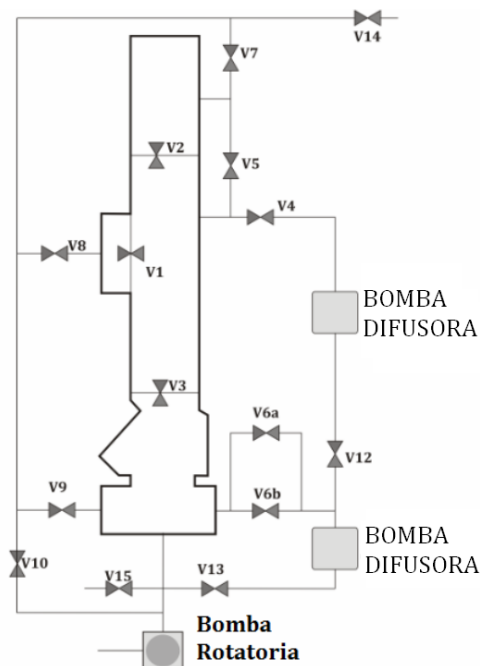 V14
V7
V2
V5
V4
V8
V1
BOMBA
DIFUSORA
V3
V6a
V12
V9
V6b
BOMBA
DIFUSORA
V10
V15
V13
Bomba
Rotatoria